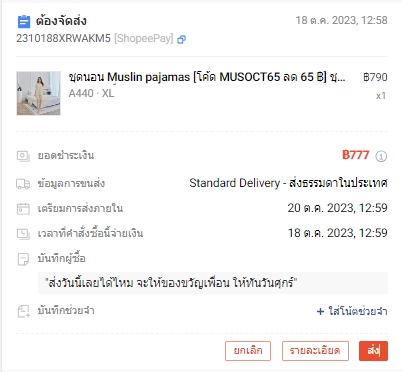 ต้องจัดส่ง
18 ต.ค. 2023, 12:58
2310188XRWAKM5 [ShopeePay]
ชุดนอน Muslin pajamas [โค้ด MUSOCT65 ลด 65 ฿] ชุ...
฿790
A440 · XL
x1
ยอดชำระเงิน
฿777
ข้อมูลการขนส่ง
Standard Delivery - ส่งธรรมดาในประเทศ
เตรียมการส่งภายใน
20 ต.ค. 2023, 12:59
เวลาที่คำสั่งซื้อนี้จ่ายเงิน
18 ต.ค. 2023, 12:59
บันทึกผู้ซื้อ
"ส่งวันนี้เลยได้ไหม จะให้ของขวัญเพื่อน ให้ทันวันศุกร์"
บันทึกช่วยจำ
+ ใส่โน้ตช่วยจำ
ยกเลิก
รายละเอียด
ส่ง